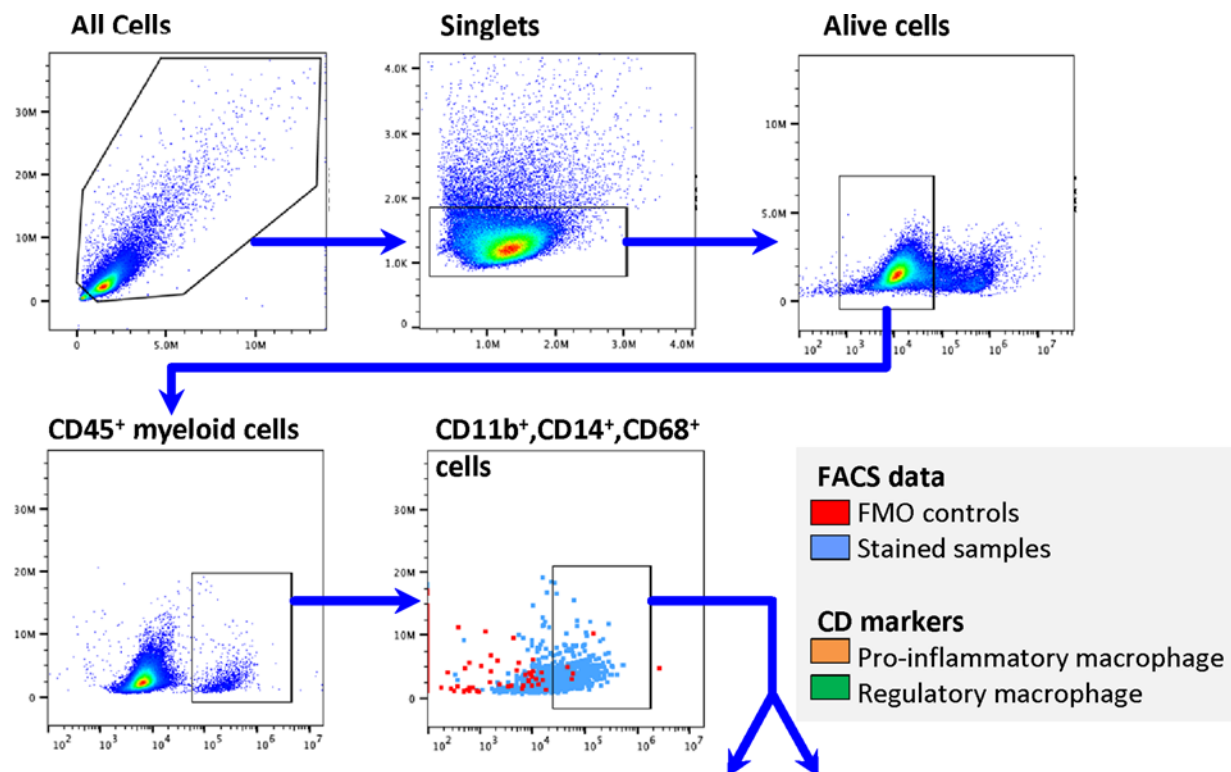 All Cells
Singlets
Alive cells
30M
20M
10M
0
0
5.0M
10M
4.0K
3.0K
2.0K
1.0K
0
1.0M
2.0M
3.0M
4.0M
10M
5.0M
0
10²
10³
10⁴
10⁵
10⁶
10⁷
CD45⁺ myeloid cells
30M
20M
10M
0
10²
10³
10⁴
10⁵
10⁶
10⁷
CD11b⁺,CD14⁺,CD68⁺
cells
30M
20M
10M
0
10²
10³
10⁴
10⁵
10⁶
10⁷
FACS data
FMO controls
Stained samples
CD markers
Pro-inflammatory macrophage
Regulatory macrophage